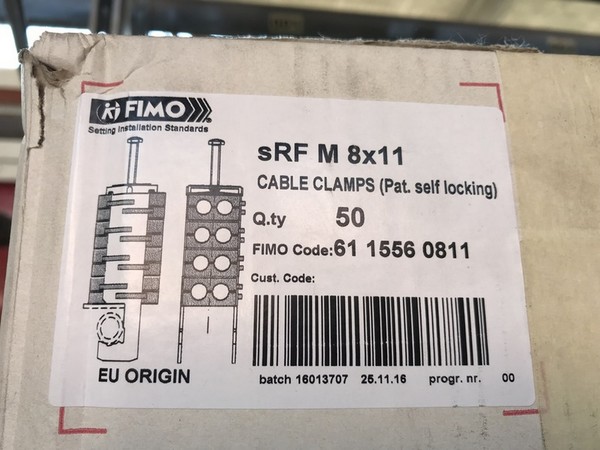 FIMO
Setting Installation Standards
sRF M 8x11
CABLE CLAMPS (Pat. self locking)
Q.ty 50
FIMO Code:61 1556 0811
Cust. Code:
EU ORIGIN
batch 16013707 25.11.16 progr. nr. 00